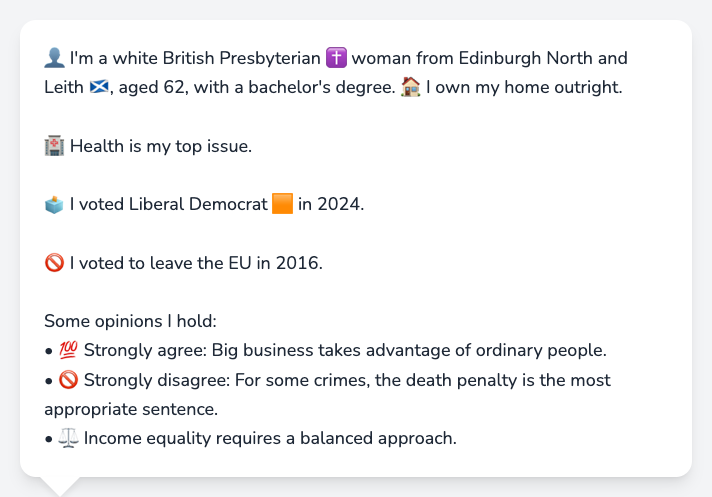 👤 I'm a white British Presbyterian ✝️ woman from Edinburgh North and
Leith 🏴󠁧󠁢󠁳󠁣󠁴󠁿, aged 62, with a bachelor's degree. 🏠 I own my home outright.
🏥 Health is my top issue.
🗳️ I voted Liberal Democrat 🟧 in 2024.
🚫 I voted to leave the EU in 2016.
Some opinions I hold:
• 💯 Strongly agree: Big business takes advantage of ordinary people.
• 🚫 Strongly disagree: For some crimes, the death penalty is the most
appropriate sentence.
• ⚖️ Income equality requires a balanced approach.